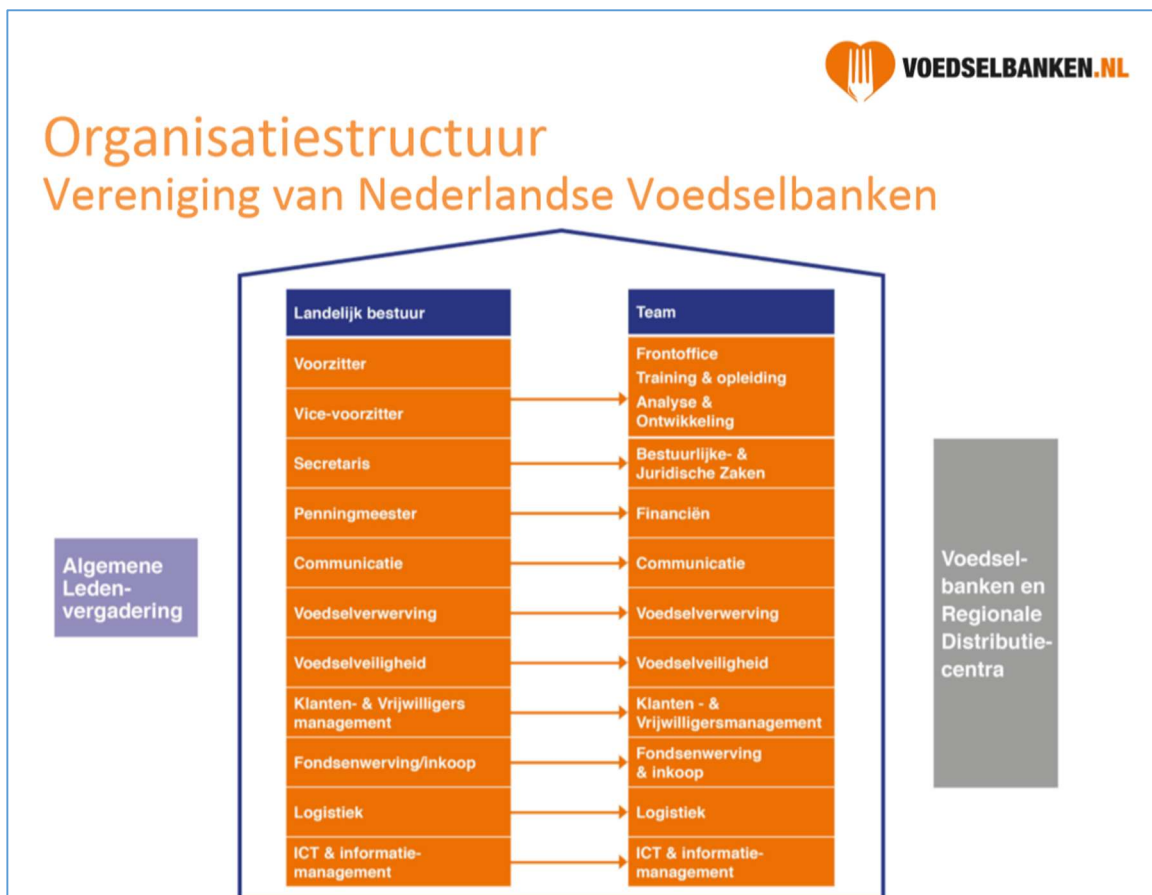 VOEDSELBANKEN.NL
Organisatiestructuur
Vereniging van Nederlandse Voedselbanken
Algemene
Leden-
vergadering
Landelijk bestuur
Voorzitter
Vice-voorzitter
Secretaris
Penningmeester
Communicatie
Voedselverwerving
Voedselveiligheid
Klanten- & Vrijwilligers
management
Fondsenwerving/inkoop
Logistiek
ICT & informatie-
management
Team
Frontoffice
Training & opleiding
Analyse &
Ontwikkeling
Bestuurlijke- &
Juridische Zaken
Financiën
Communicatie
Voedselverwerving
Voedselveiligheid
Klanten - &
Vrijwilligersmanagement
Fondsenwerving
& inkoop
Logistiek
ICT & informatie-
management
Voedsel-
banken en
Regionale
Distributie-
centra